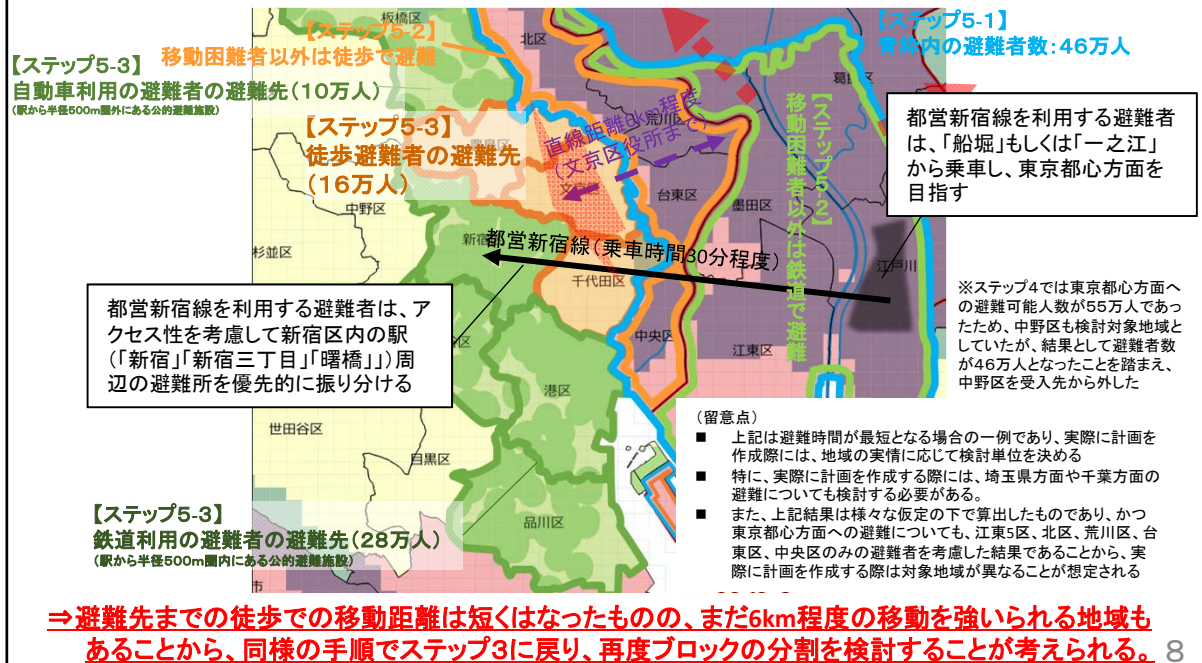 板橋区
【ステップ5-2】
移動困難者以外は徒歩で避難
北区
【ステップ5-1】
青枠内の避難者数:46万人
【ステップ5-3】
自動車利用の避難者の避難先(10万人)
(駅から半径500m圏外にある公的避難施設)
葛飾区
荒川区
【ステップ5-3】
徒歩避難者の避難先
(16万人)
直線距離6km程度
(文京区役所まで)
【ステップ5-2】
移動困難者以外は鉄道で避難
都営新宿線を利用する避難者
は、「船堀」もしくは「一之江」
から乗車し、東京都心方面を
目指す
文京区
台東区
墨田区
中野区
杉並区
新宿
都営新宿線(乗車時間30分程度)
江戸川
千代田区
中央区
江東区
都営新宿線を利用する避難者は、ア
クセス性を考慮して新宿区内の駅
(「新宿」「新宿三丁目」「曙橋」」)周
辺の避難所を優先的に振り分ける
区
※ステップ4では東京都心方面へ
の避難可能人数が55万人であっ
たため、中野区も検討対象地域と
していたが、結果として避難者数
が46万人となったことを踏まえ、
中野区を受入先から外した
港区
世田谷区
目黒区
品川区
市
【ステップ5-3】
鉄道利用の避難者の避難先(28万人)
(駅から半径500m圏内にある公的避難施設)
(留意点)
■ 上記は避難時間が最短となる場合の一例であり、実際に計画を
作成際には、地域の実情に応じて検討単位を決める
■ 特に、実際に計画を作成する際には、埼玉県方面や千葉方面の
避難についても検討する必要がある。
■ また、上記結果は様々な仮定の下で算出したものであり、かつ
東京都心方面への避難についても、江東5区、北区、荒川区、台
東区、中央区のみの避難者を考慮した結果であることから、実
際に計画を作成する際は対象地域が異なることが想定される
⇒避難先までの徒歩での移動距離は短くはなったものの、まだ6km程度の移動を強いられる地域も
あることから、同様の手順でステップ3に戻り、再度ブロックの分割を検討することが考えられる。
8